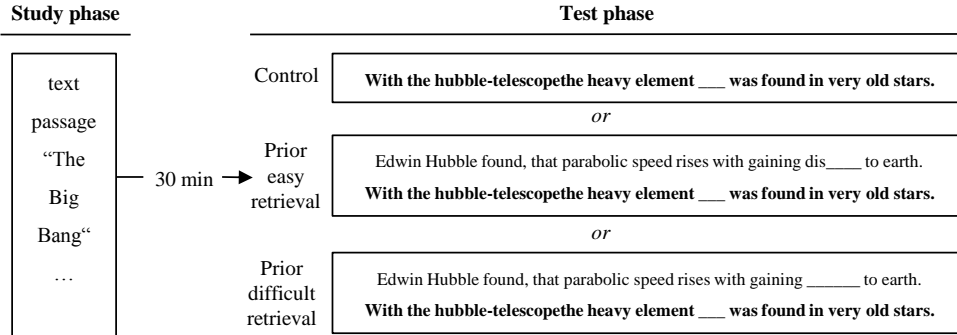 Study phase
Test phase
text
passage
“The
Big
Bang“
…
30 min
Control
With the hubble-telescopethe heavy element ___ was found in very old stars.
or
Prior
easy
retrieval
Edwin Hubble found, that parabolic speed rises with gaining dis____ to earth.
With the hubble-telescopethe heavy element ___ was found in very old stars.
or
Prior
difficult
retrieval
Edwin Hubble found, that parabolic speed rises with gaining ______ to earth.
With the hubble-telescopethe heavy element ___ was found in very old stars.